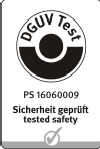 DGUV Test
PS 16060009
Sicherheit geprüft
tested safety